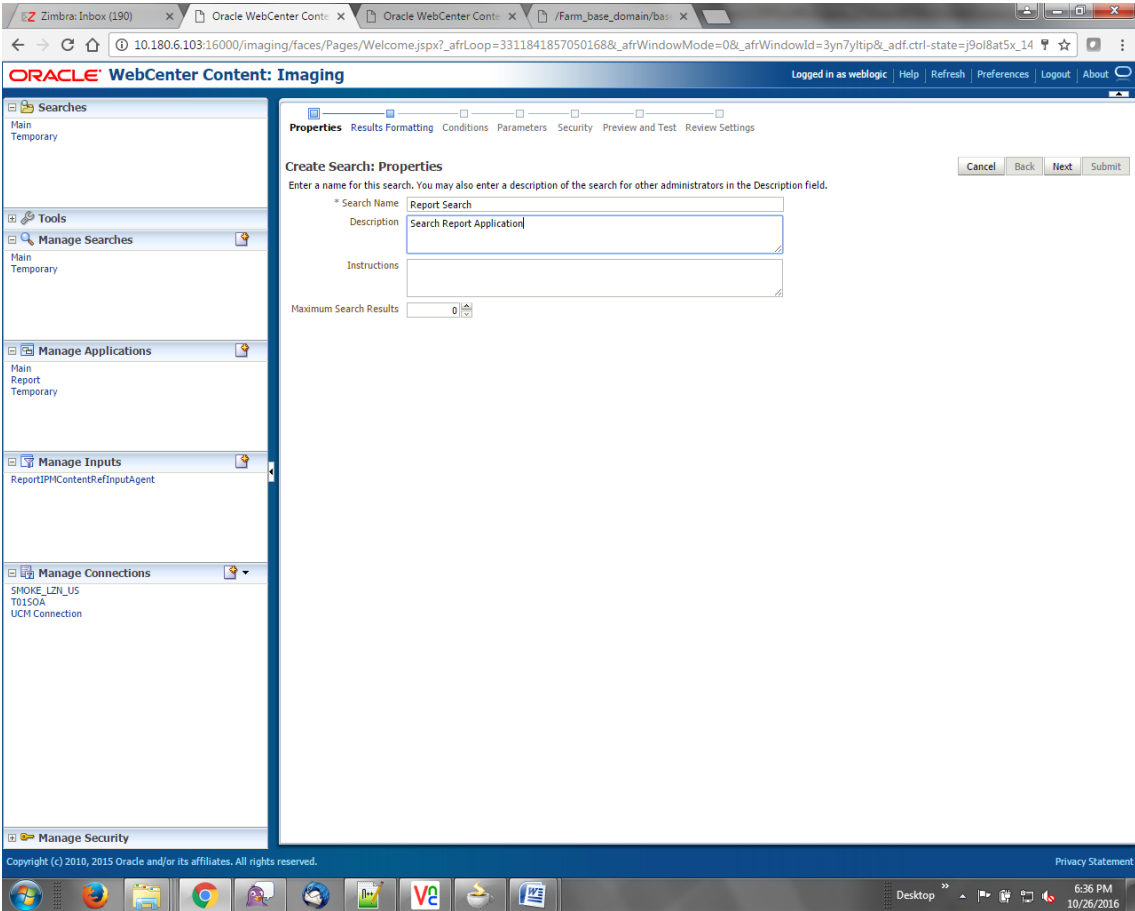 Zimbra: Inbox (190)
Oracle WebCenter Conte
Oracle WebCenter Conte
/Farm_base_domain/bas
10.180.6.103:16000/imaging/faces/Pages/Welcome.jspx?_afrLoop=3311841857050168&_afrWindowMode=0&_afrWindowId=3yn7yltip&_adf.ctrl-state=j9ol8at5x_14
ORACLE WebCenter Content: Imaging
Logged in as weblogic Help Refresh Preferences Logout About
Searches
Main
Temporary
Tools
Manage Searches
Main
Temporary
Manage Applications
Main
Report
Temporary
Manage Inputs
ReportIPMContentRefInputAgent
Manage Connections
SMOKE_LZN_US
T01SOA
UCM Connection
Manage Security
Properties Results Formatting Conditions Parameters Security Preview and Test Review Settings
Create Search: Properties
Cancel Back Next Submit
Enter a name for this search. You may also enter a description of the search for other administrators in the Description field.
* Search Name Report Search
Description Search Report Application
Instructions
Maximum Search Results 0
Copyright (c) 2010, 2015 Oracle and/or its affiliates. All rights reserved.
Privacy Statement
Desktop
6:36 PM
10/26/2016